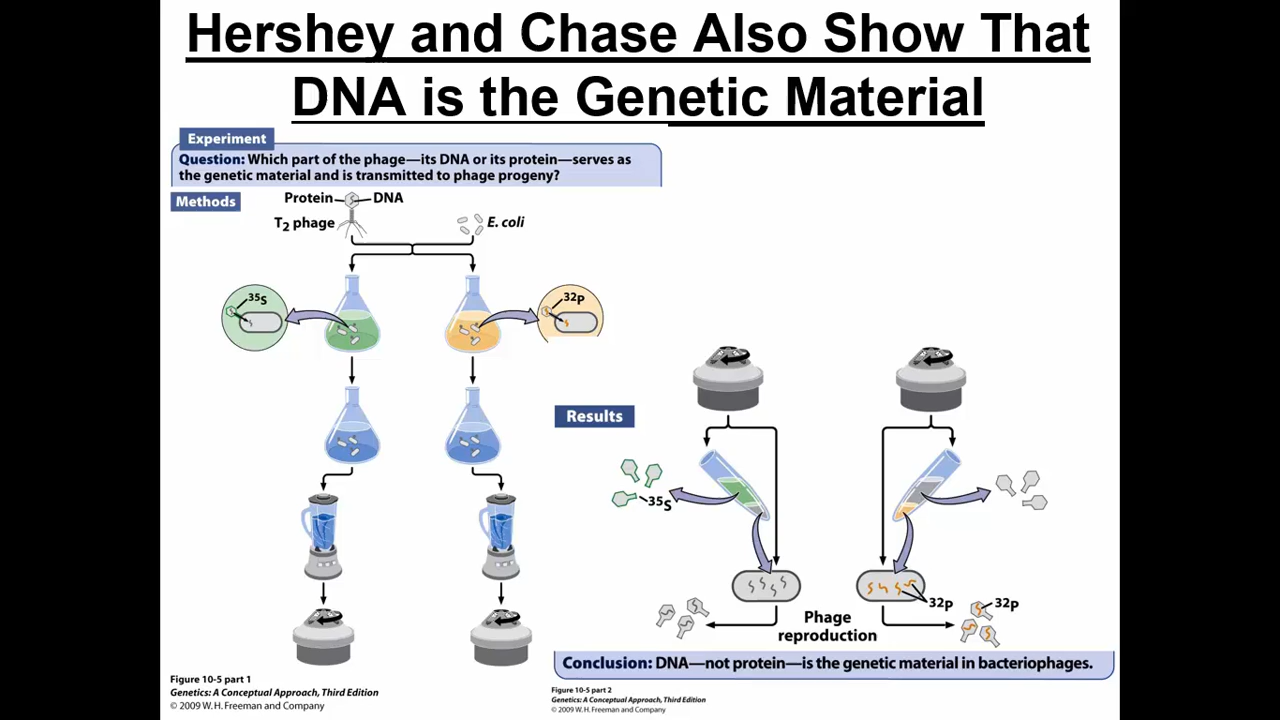 Hershey and Chase Also Show That
DNA is the Genetic Material
Experiment
Question: Which part of the phage—its DNA or its protein—serves as
the genetic material and is transmitted to phage progeny?
Methods
Protein
DNA
T2 phage
E. coli
35S
32P
Results
35S
32P
32P
Phage
reproduction
Conclusion: DNA—not protein—is the genetic material in bacteriophages.
Figure 10-5 part 1
Genetics: A Conceptual Approach, Third Edition
© 2009 W. H. Freeman and Company
Figure 10-5 part 2
Genetics: A Conceptual Approach, Third Edition
© 2009 W. H. Freeman and Company